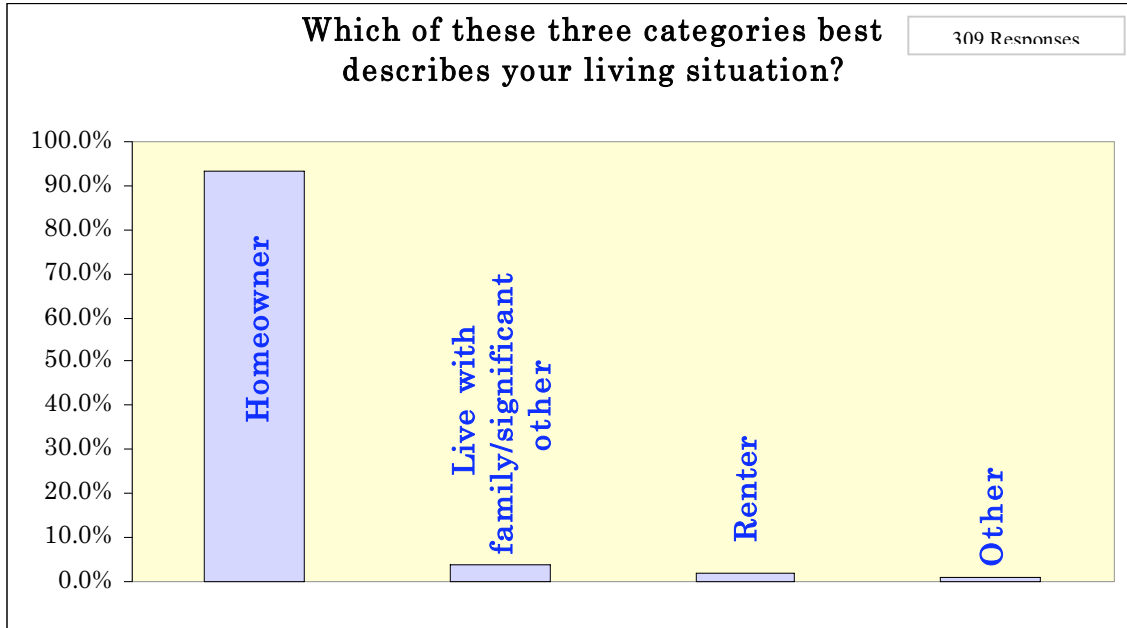 Which of these three categories best
describes your living situation?
309 Responses
100.0%
90.0%
80.0%
70.0%
60.0%
50.0%
40.0%
30.0%
20.0%
10.0%
0.0%
Homeowner
Live with
family/significant
other
Renter
Other